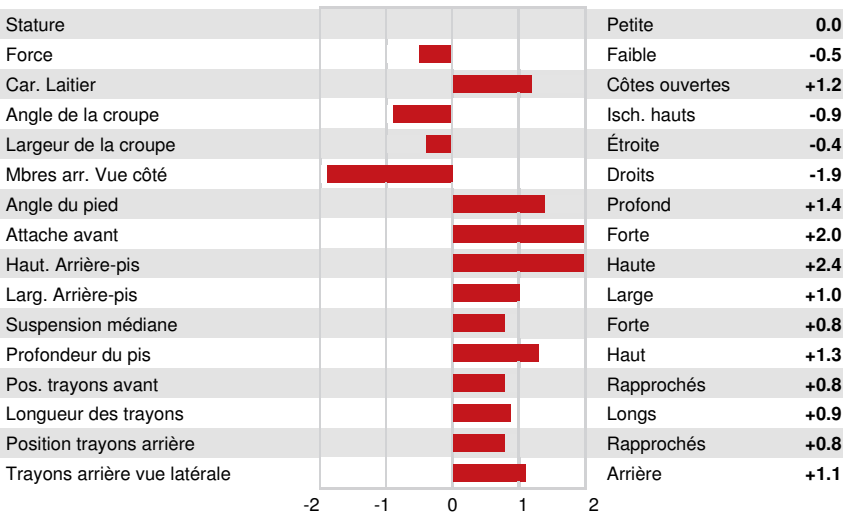 Stature Petite 0.0
Force Faible -0.5
Car. Laitier Côtes ouvertes +1.2
Angle de la croupe Isch. hauts -0.9
Largeur de la croupe Étroite -0.4
Mbres arr. Vue côté Droits -1.9
Angle du pied Profond +1.4
Attache avant Forte +2.0
Haut. Arrière-pis Haute +2.4
Larg. Arrière-pis Large +1.0
Suspension médiane Forte +0.8
Profondeur du pis Haut +1.3
Pos. trayons avant Rapprochés +0.8
Longueur des trayons Longs +0.9
Position trayons arrière Rapprochés +0.8
Trayons arrière vue latérale Arrière +1.1
-2 -1 0 1 2